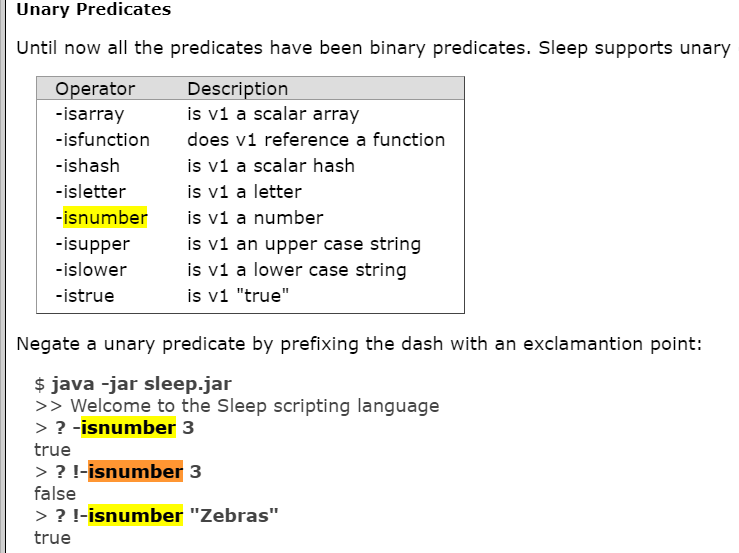 Unary Predicates
Until now all the predicates have been binary predicates. Sleep supports unary
Operator Description
-isarray is v1 a scalar array
-isfunction does v1 reference a function
-ishash is v1 a scalar hash
-isletter is v1 a letter
-isnumber is v1 a number
-isupper is v1 an upper case string
-islower is v1 a lower case string
-istrue is v1 "true"
Negate a unary predicate by prefixing the dash with an exclamantion point:
$ java -jar sleep.jar
>> Welcome to the Sleep scripting language
> ? -isnumber 3
true
> ? !-isnumber 3
false
> ? !-isnumber "Zebras"
true